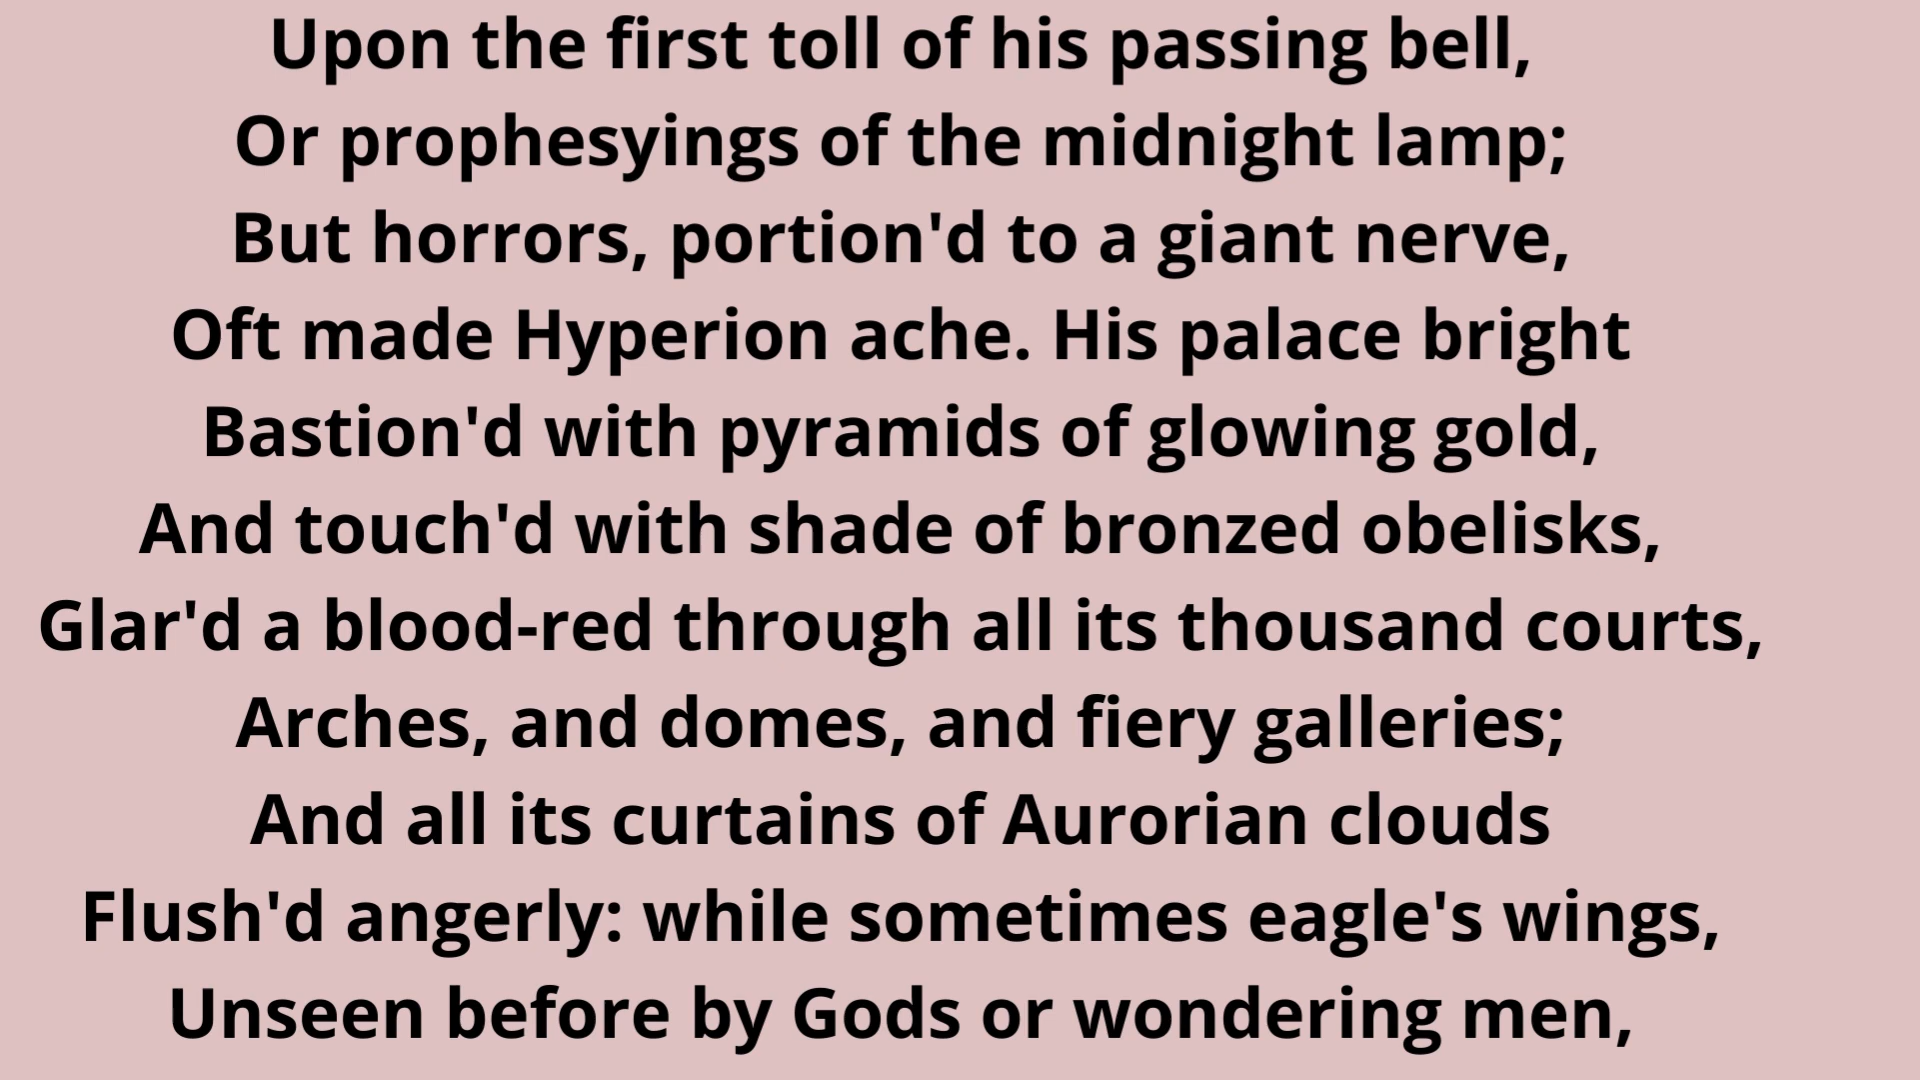 Upon the first toll of his passing bell,
Or prophesyings of the midnight lamp;
But horrors, portion'd to a giant nerve,
Oft made Hyperion ache. His palace bright
Bastion'd with pyramids of glowing gold,
And touch'd with shade of bronzed obelisks,
Glar'd a blood-red through all its thousand courts,
Arches, and domes, and fiery galleries;
And all its curtains of Aurorian clouds
Flush'd angerly: while sometimes eagle's wings,
Unseen before by Gods or wondering men,